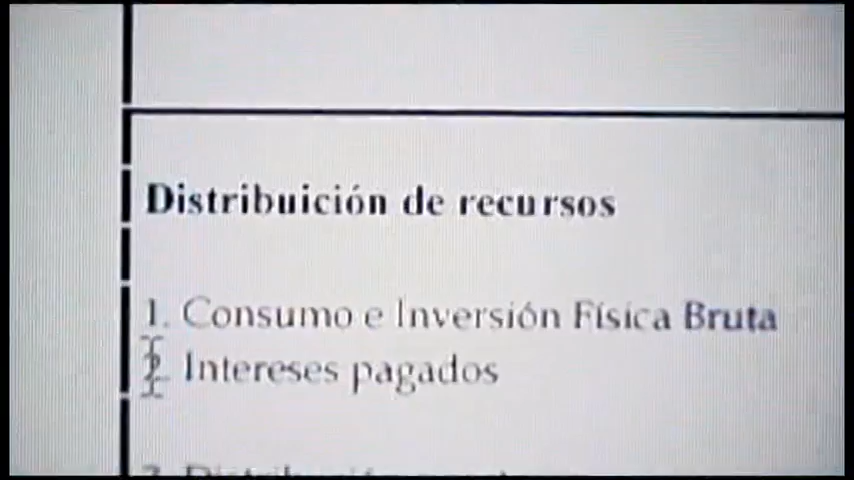 Distribuición de recursos
1. Consumo e Inversión Física Bruta
2. Intereses pagados